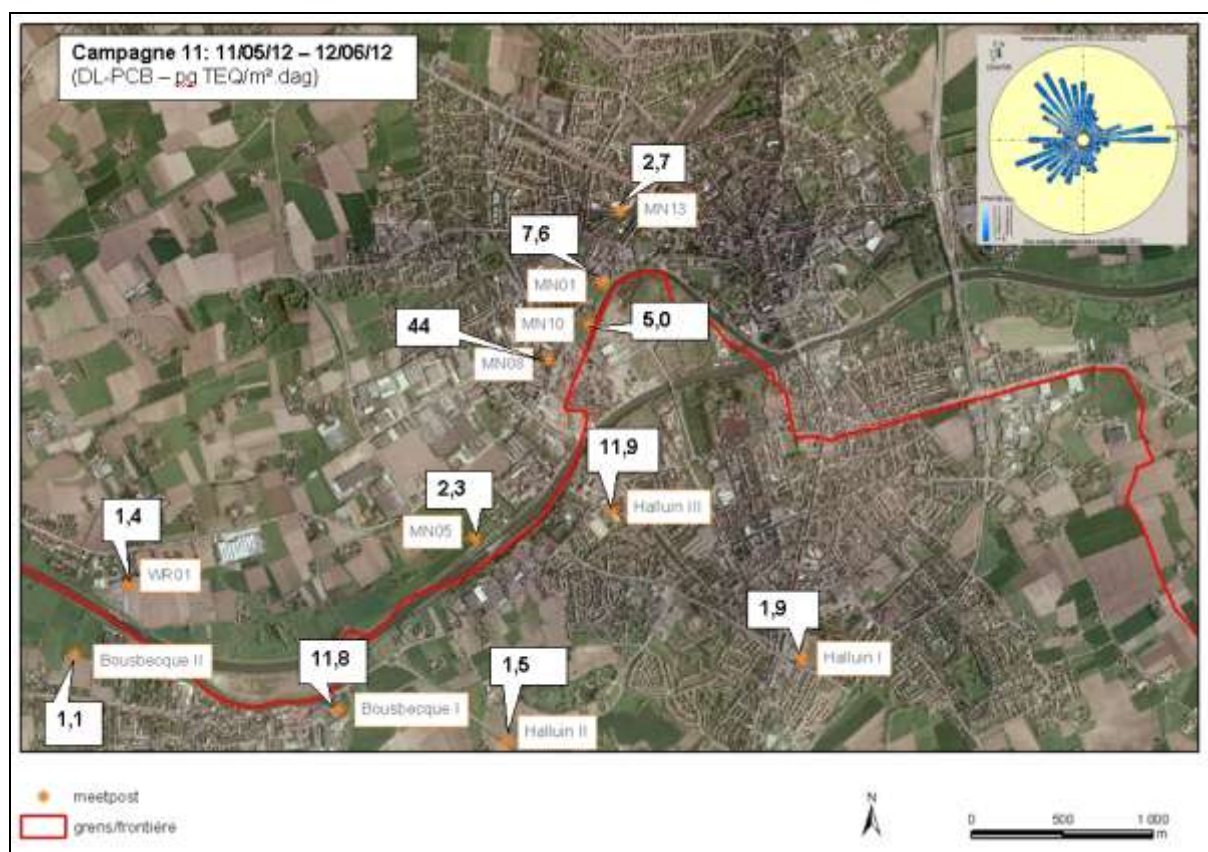 Campagne 11: 11/05/12 – 12/06/12
(DL-PCB – pg TEQ/m² dag)
2,7
MN13
7,6
MN01
MN10
5,0
44
MN08
11,9
Halluin III
2,3
MN05
1,4
WR01
1,9
Halluin I
Bousbecque II
11,8
1,5
Bousbecque I
1,1
Halluin II
meetpost
grens/frontière
N
0 500 1 000
m